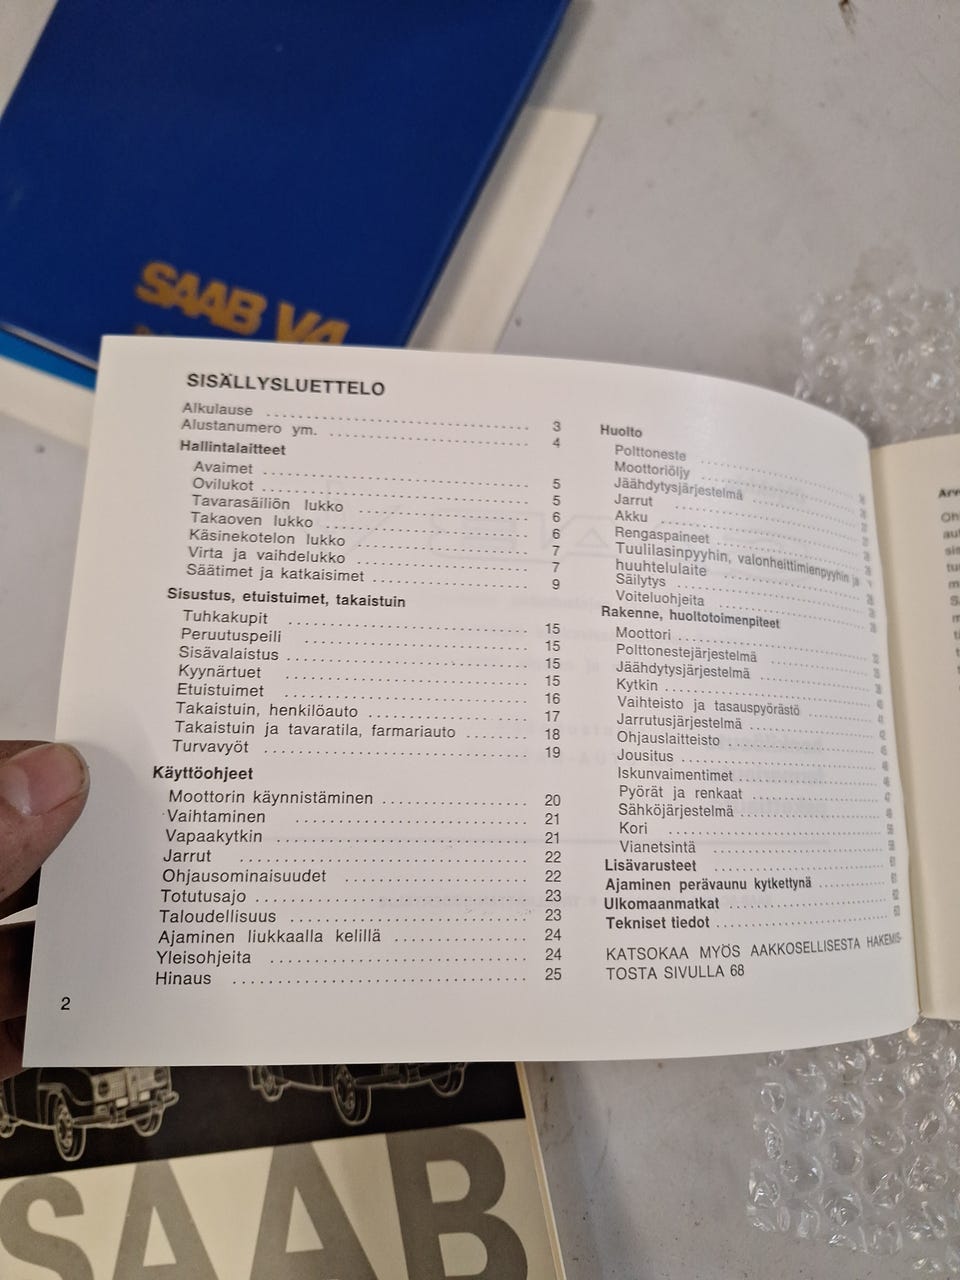 SAAB V4
SISÄLLYSLUETTELO
Alkulause ........ 3
Alustanumero ym. ........ 4
Hallintalaitteet
Avaimet ........ 5
Ovilukot ........ 5
Tavarasäiliön lukko ........ 6
Takaoven lukko ........ 6
Käsinekotelon lukko ........ 7
Virta ja vaihdelukko ........ 7
Säätimet ja katkaisimet ........ 9
Sisustus, etuistuimet, takaistuin
Tuhkakupit ........ 15
Peruutuspeili ........ 15
Sisävalaistus ........ 15
Kyynärtuet ........ 15
Etuistuimet ........ 16
Takaistuin, henkilöauto ........ 17
Takaistuin ja tavaratila, farmariauto ........ 18
Turvavyöt ........ 19
Käyttöohjeet
Moottorin käynnistäminen ........ 20
Vaihtaminen ........ 21
Vapaakytkin ........ 21
Jarrut ........ 22
Ohjausominaisuudet ........ 22
Totutusajo ........ 23
Taloudellisuus ........ 23
Ajaminen liukkaalla kelillä ........ 24
Yleisohjeita ........ 24
Hinaus ........ 25
2
Huolto
Polttoneste ........
Moottoriöljy ........
Jäähdytysjärjestelmä ........
Jarrut ........
Akku ........
Rengaspaineet ........
Tuulilasinpyyhin, valonheittimienpyyhin ja
huuhtelulaite ........
Säilytys ........
Voiteluohjeita ........
Rakenne, huoltotoimenpiteet
Moottori ........
Polttonestejärjestelmä ........
Jäähdytysjärjestelmä ........
Kytkin ........
Vaihteisto ja tasauspyörästö ........
Jarrutusjärjestelmä ........
Ohjauslaitteisto ........
Jousitus ........
Iskunvaimentimet ........
Pyörät ja renkaat ........
Sähköjärjestelmä ........
Kori ........
Vianetsintä ........
Lisävarusteet ........
Ajaminen perävaunu kytkettynä ........
Ulkomaanmatkat ........
Tekniset tiedot ........
KATSOKAA MYÖS AAKKOSELLISESTA HAKEMIS-
TOSTA SIVULLA 68
SAAB